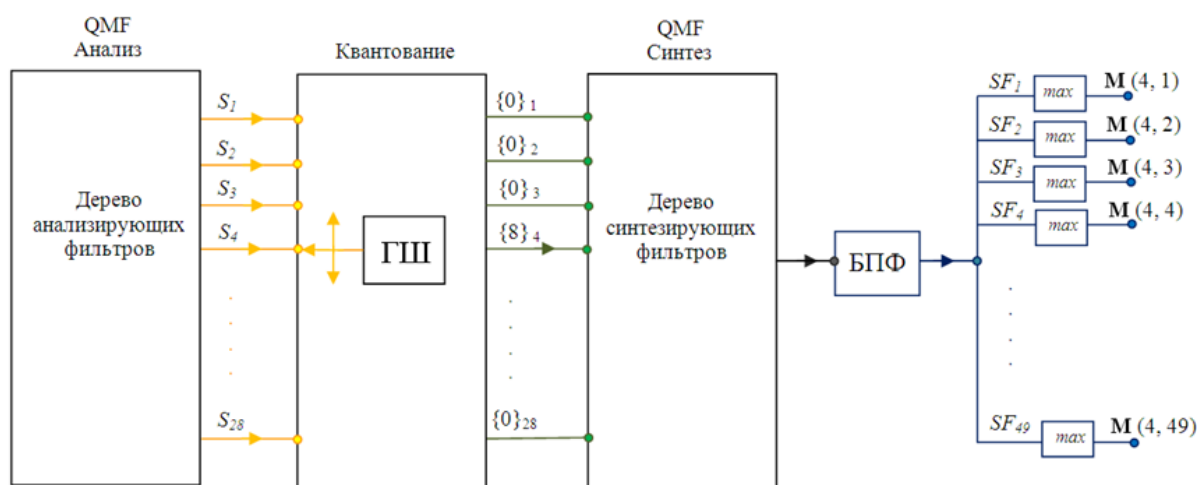 QMF
Анализ
Квантование
QMF
Синтез
Дерево
анализирующих
фильтров
S1
S2
S3
S4
S28
ГШ
{0} 1
{0} 2
{0} 3
{8} 4
{0}28
Дерево
синтезирующих
фильтров
БПФ
SF1 max M (4, 1)
SF2 max M (4, 2)
SF3 max M (4, 3)
SF4 max M (4, 4)
SF49 max M (4, 49)